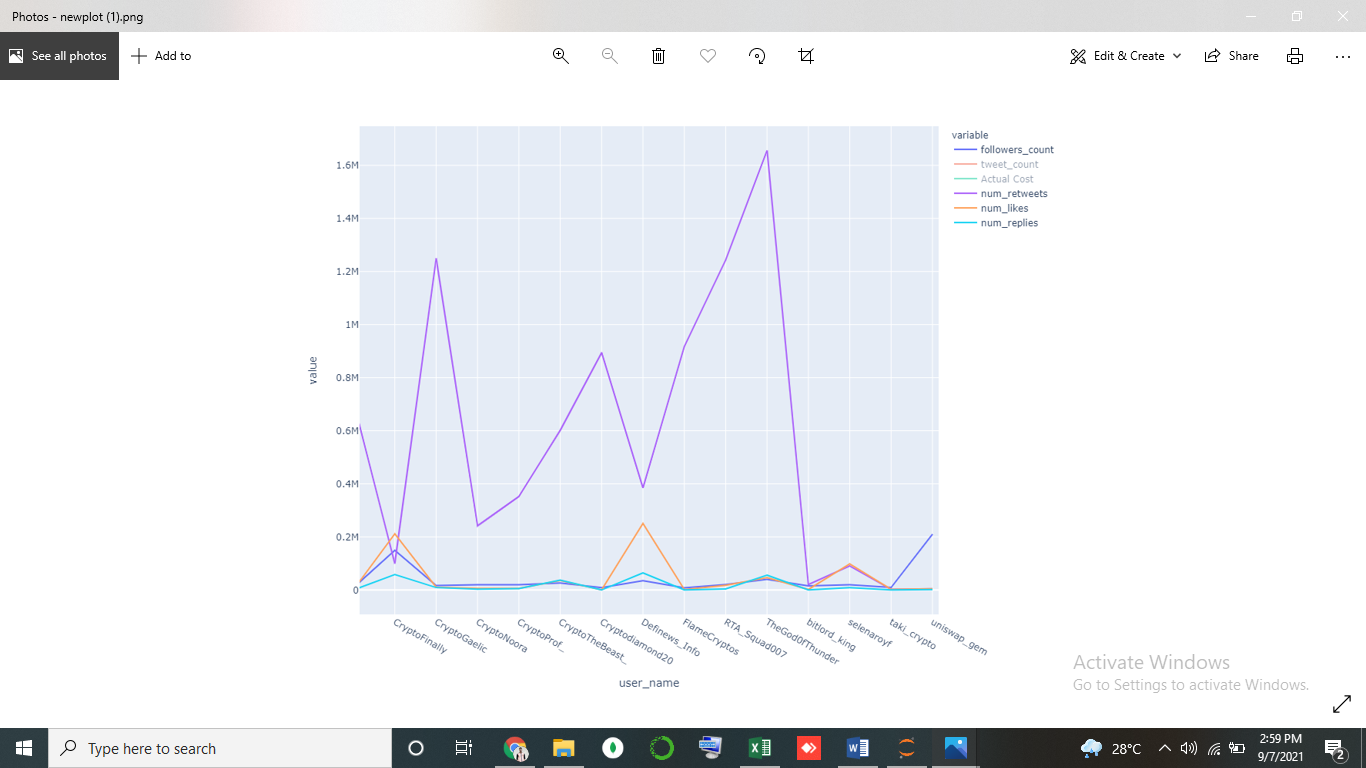 Photos - newplot (1).png
See all photos
Add to
Edit & Create
Share
variable
followers_count
tweet_count
Actual Cost
num_retweets
num_likes
num_replies
1.6M
1.4M
1.2M
1M
0.8M
0.6M
0.4M
0.2M
0
value
CryptoFinally
CryptoGaelic
CryptoNoora
CryptoProf_
CryptoTheBeast_
Cryptodiamond20
Definews_Info
FlameCryptos
RTA_Squad007
TheGod0fThunder
bitlord_king
selenaroyf
taki_crypto
uniswap_gem
user_name
Activate Windows
Go to Settings to activate Windows.
Type here to search
28°C
2:59 PM
9/7/2021
2